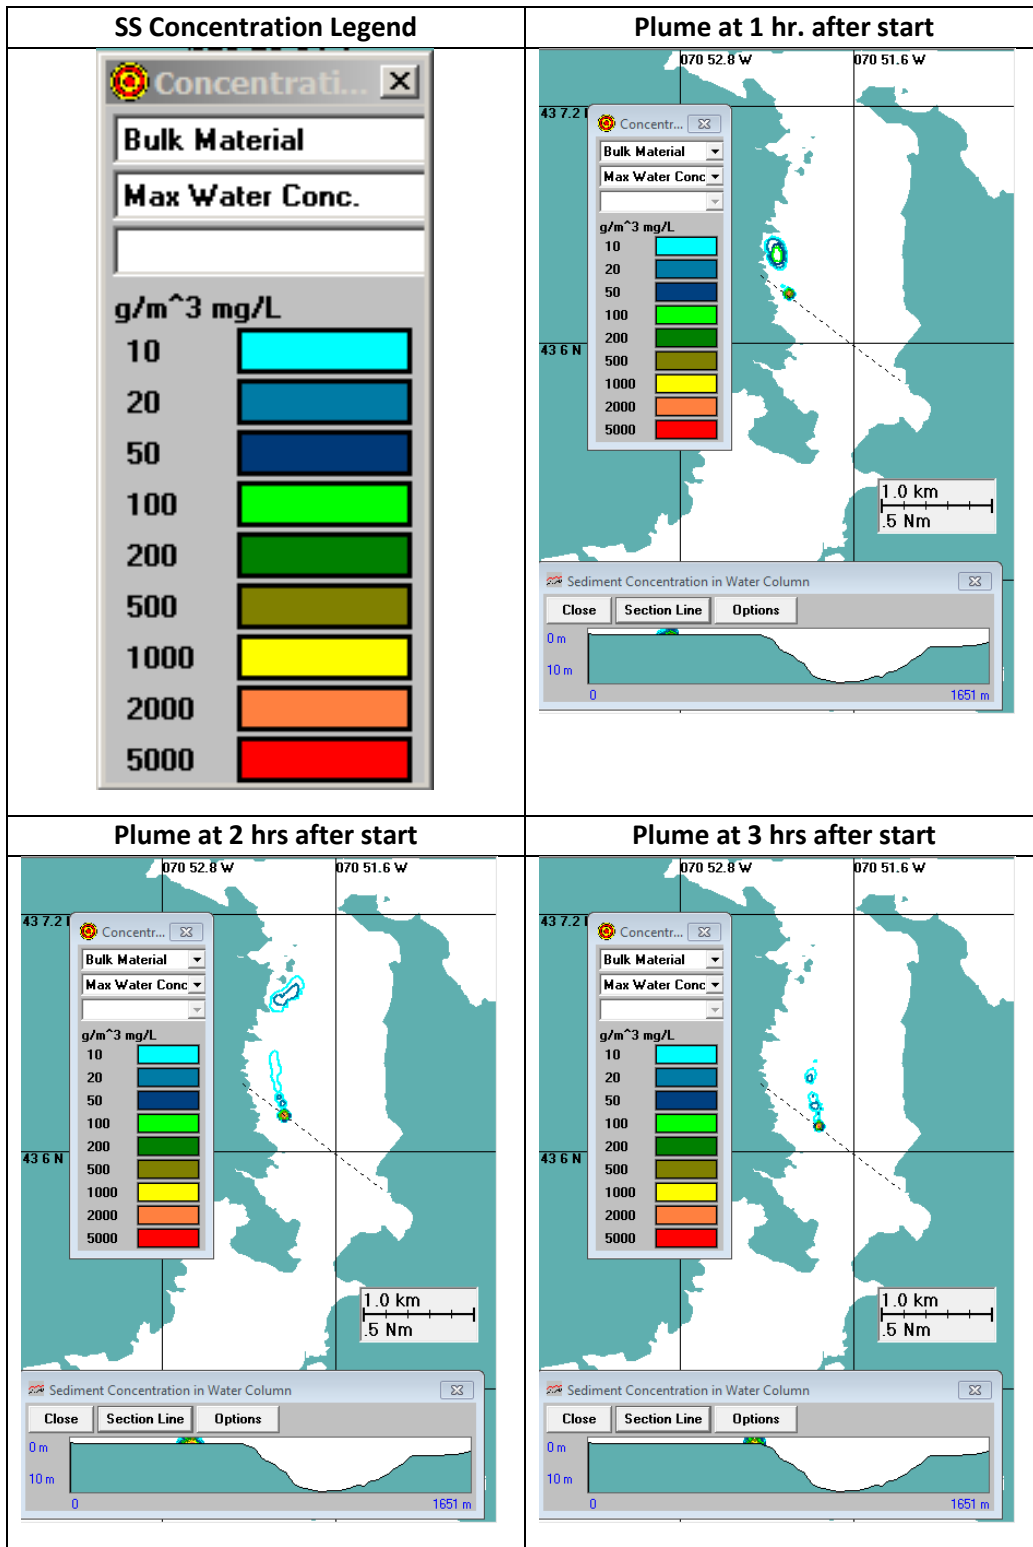 SS Concentration Legend
Concentrati...
Bulk Material
Max Water Conc.
g/m^3 mg/L
10
20
50
100
200
500
1000
2000
5000
Plume at 1 hr. after start
070 52.8 W 070 51.6 W
43 7.2
Concentr...
Bulk Material
Max Water Conc
g/m^3 mg/L
10
20
50
100
200
500
1000
2000
5000
43 6 N
1.0 km
.5 Nm
Sediment Concentration in Water Column
Close Section Line Options
0 m
10 m
0 1651 m
Plume at 2 hrs after start
070 52.8 W 070 51.6 W
43 7.2
Concentr...
Bulk Material
Max Water Conc
g/m^3 mg/L
10
20
50
100
200
500
1000
2000
5000
43 6 N
1.0 km
.5 Nm
Sediment Concentration in Water Column
Close Section Line Options
0 m
10 m
0 1651 m
Plume at 3 hrs after start
070 52.8 W 070 51.6 W
43 7.2
Concentr...
Bulk Material
Max Water Conc
g/m^3 mg/L
10
20
50
100
200
500
1000
2000
5000
43 6 N
1.0 km
.5 Nm
Sediment Concentration in Water Column
Close Section Line Options
0 m
10 m
0 1651 m